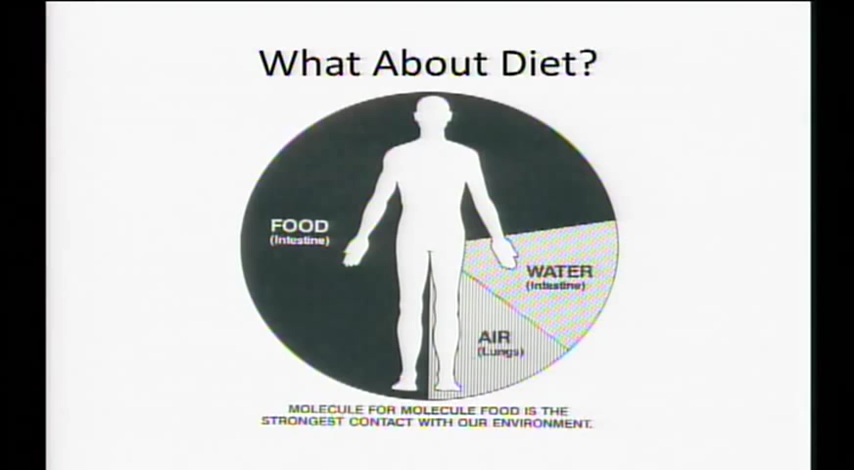 What About Diet?
FOOD
(Intestine)
WATER
(Intestine)
AIR
(Lungs)
MOLECULE FOR MOLECULE FOOD IS THE
STRONGEST CONTACT WITH OUR ENVIRONMENT.